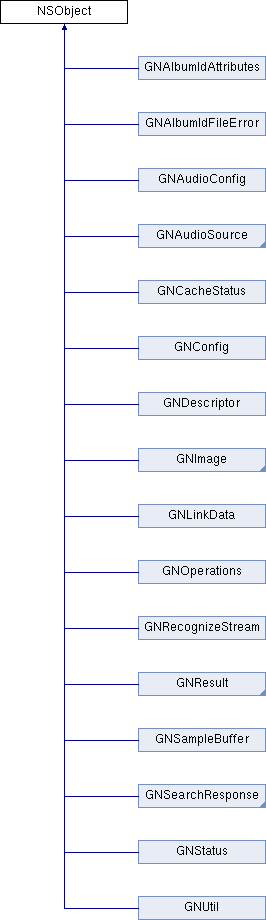 NSObject
GNAlbumIdAttributes
GNAlbumIdFileError
GNAudioConfig
GNAudioSource
GNCacheStatus
GNConfig
GNDescriptor
GNImage
GNLinkData
GNOperations
GNRecognizeStream
GNResult
GNSampleBuffer
GNSearchResponse
GNStatus
GNUtil